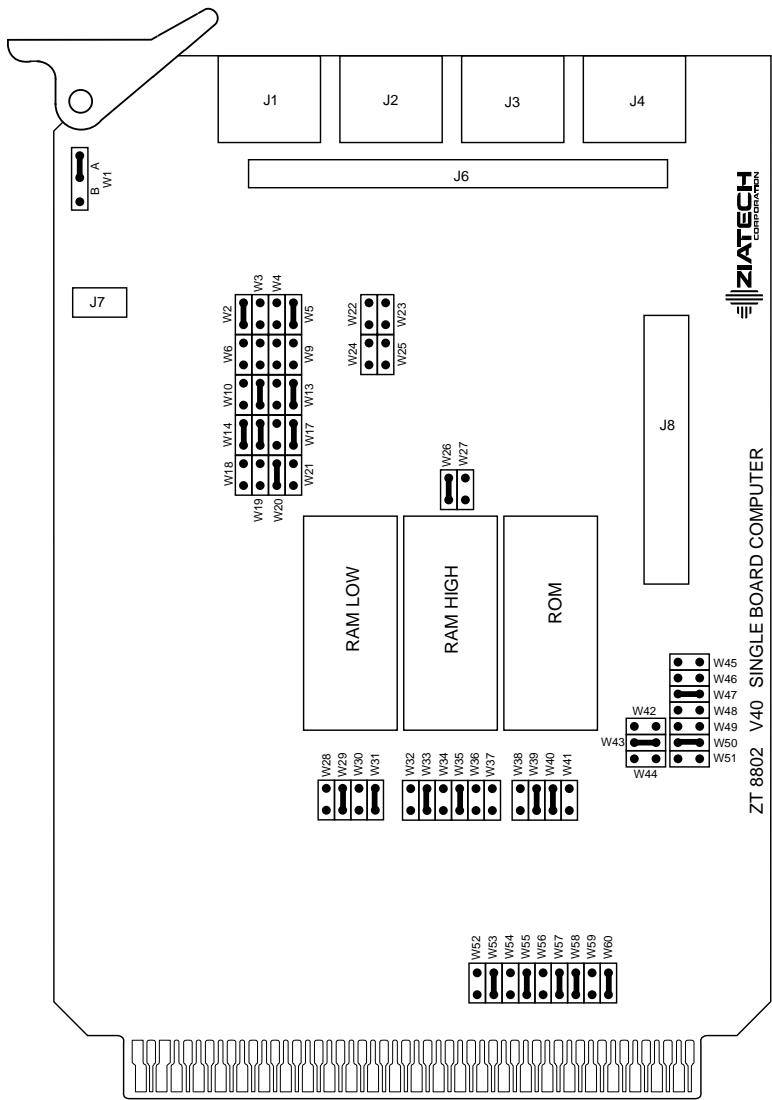 J1
J2
J3
J4
J6
A
B
W1
ZIATECH
CORPORATION
J7
W3
W4
W2
W5
W22
W23
W6
W9
W24
W25
W10
W13
W14
W17
W18
W21
W19
W20
J8
W26
W27
RAM LOW
RAM HIGH
ROM
W45
W46
W47
W48
W49
W50
W51
W42
W43
W44
ZT 8802 V40 SINGLE BOARD COMPUTER
W28
W29
W30
W31
W32
W33
W34
W35
W36
W37
W38
W39
W40
W41
W52
W53
W54
W55
W56
W57
W58
W59
W60